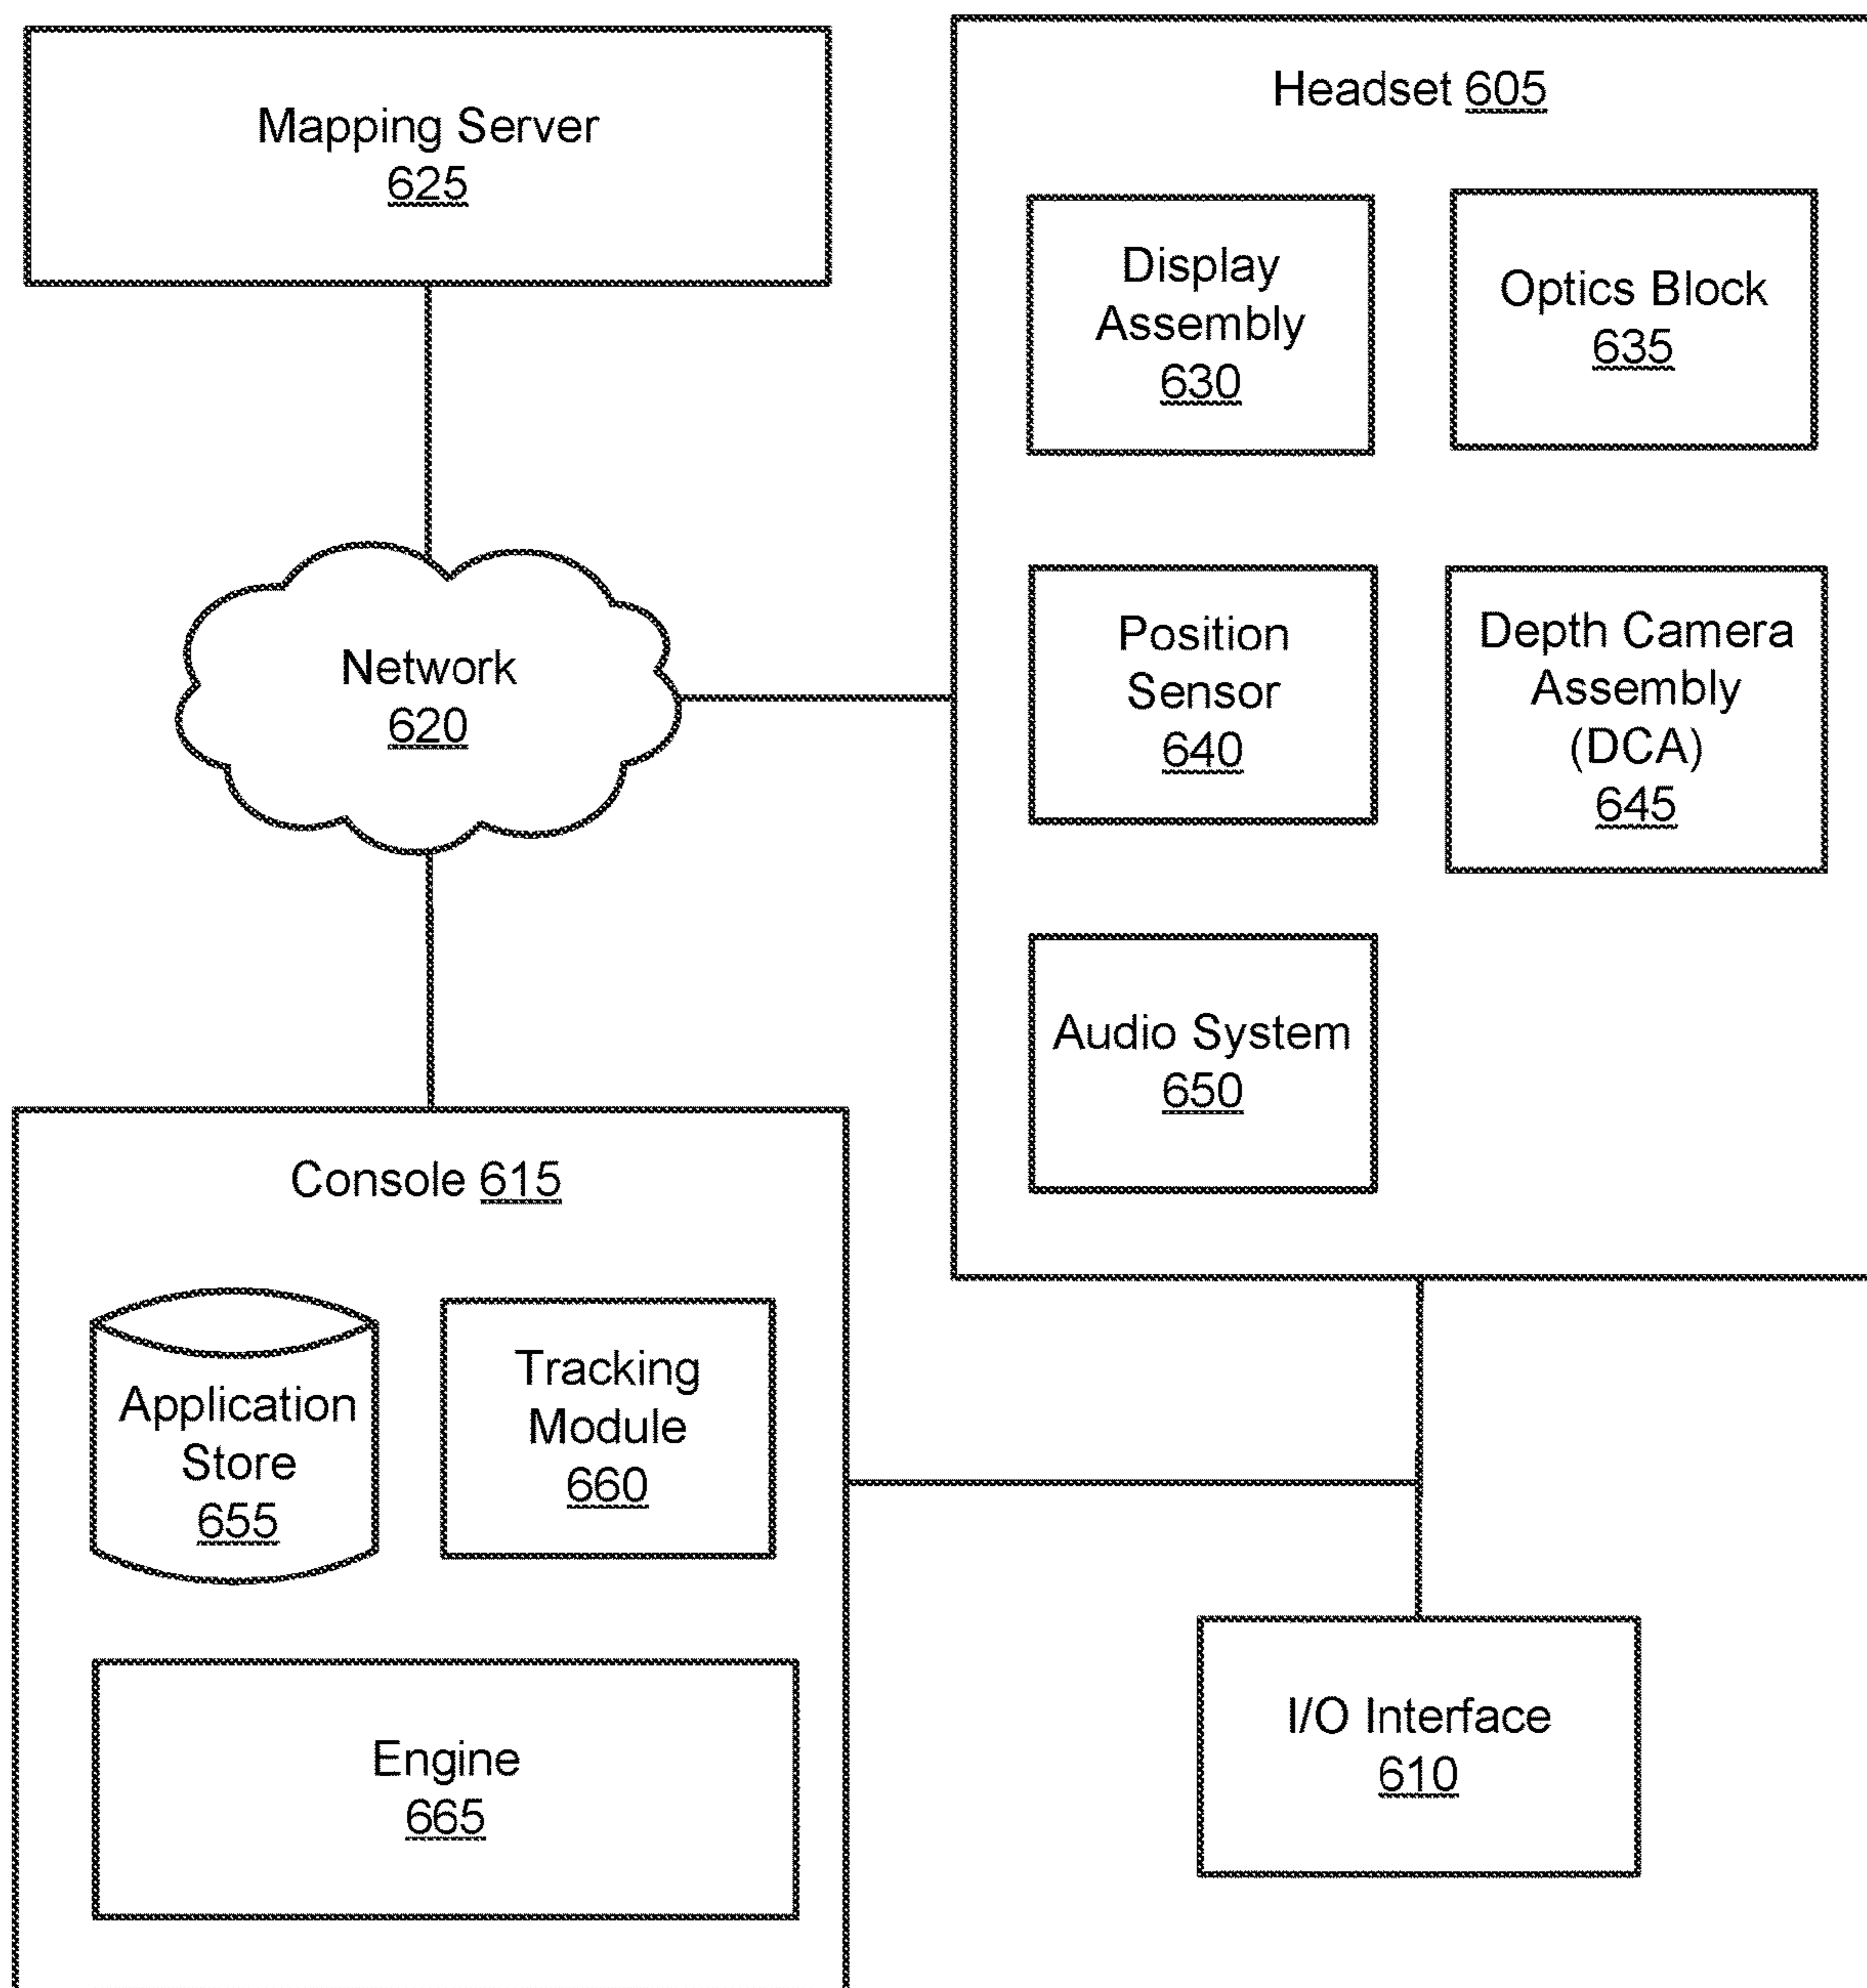 Mapping Server
625
Headset 605
Display
Assembly
630
Optics Block
635
Network
620
Position
Sensor
640
Depth Camera
Assembly
(DCA)
645
Audio System
650
Console 615
Application
Store
655
Tracking
Module
660
Engine
665
I/O Interface
610